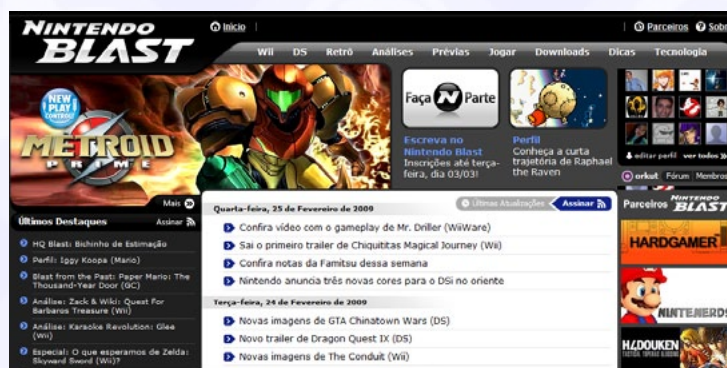 NINTENDO
BLAST
Início
Parceiros
Sobr
Wii DS Retrô Análises Prévias Jogar Downloads Dicas Tecnologia
NEW
PLAY
CONTROL!
METROID
PRIME
Faça N Parte
Escreva no
Nintendo Blast
Inscrições até terça-
feira, dia 03/03!
Perfil
Conheça a curta
trajetória de Raphael
the Raven
editar perfil ver todos
orkut Fórum Membros
Mais
Últimos Destaques Assinar
HQ Blast: Bichinho de Estimação
Perfil: Iggy Koopa (Mario)
Blast from the Past: Paper Mario: The
Thousand-Year Door (GC)
Análise: Zack & Wiki: Quest For
Barbaros Treasure (Wii)
Análise: Karaoke Revolution: Glee
(Wii)
Especial: O que esperamos de Zelda:
Skyward Sword (Wii)?
Quarta-feira, 25 de Fevereiro de 2009
Últimas Atualizações
Assinar
Confira vídeo com o gameplay de Mr. Driller (WiiWare)
Sai o primeiro trailer de Chiquititas Magical Journey (Wii)
Confira notas da Famitsu dessa semana
Nintendo anuncia três novas cores para o DSi no oriente
Terça-feira, 24 de Fevereiro de 2009
Novas imagens de GTA Chinatown Wars (DS)
Novo trailer de Dragon Quest IX (DS)
Novas imagens de The Conduit (Wii)
Parceiros NINTENDO BLAST
HARDGAMER
NINTENERDS
HADOUKEN